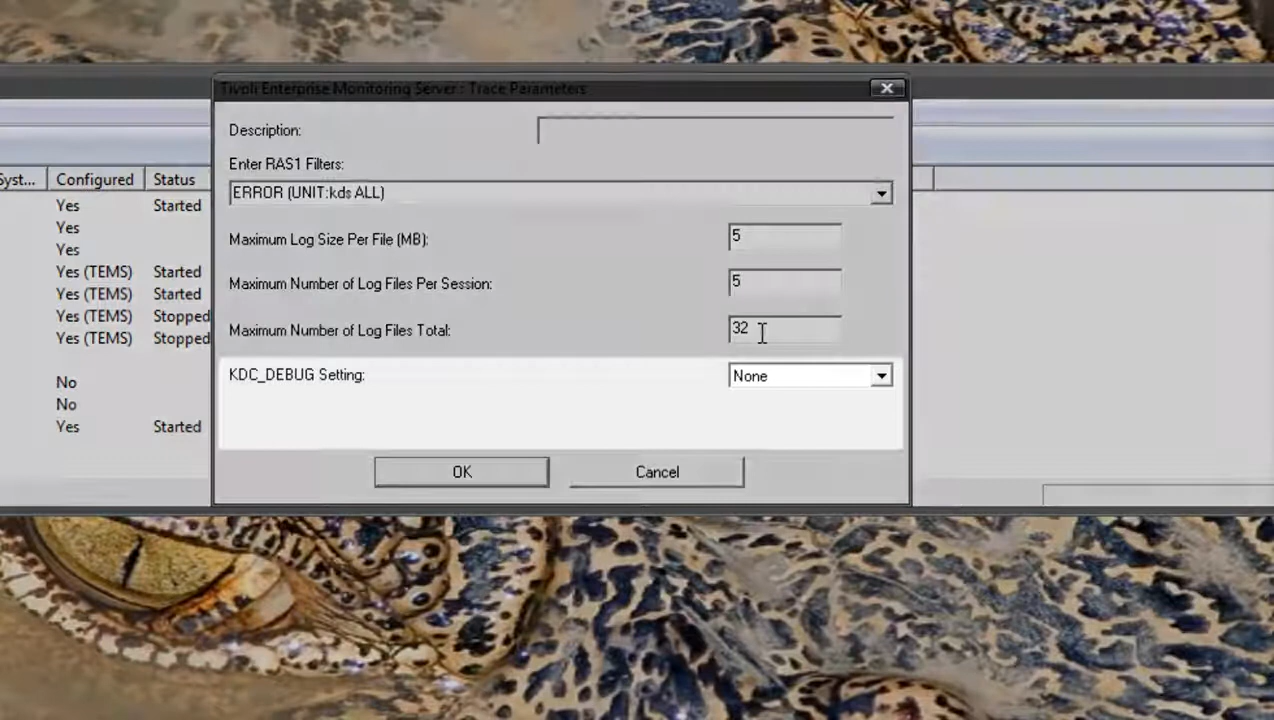 Tivoli Enterprise Monitoring Server : Trace Parameters
Description:
Enter RAS1 Filters:
ERROR (UNIT:kds ALL)
Maximum Log Size Per File (MB): 5
Maximum Number of Log Files Per Session: 5
Maximum Number of Log Files Total: 32
KDC_DEBUG Setting: None
OK Cancel
Syst... Configured Status
Yes Started
Yes
Yes
Yes (TEMS) Started
Yes (TEMS) Started
Yes (TEMS) Stopped
Yes (TEMS) Stopped
No
No
Yes Started